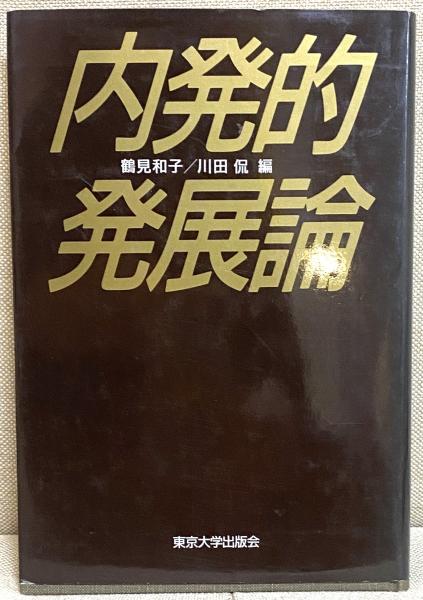 内発的
鶴見和子／川田 侃 編
発展論
東京大学出版会